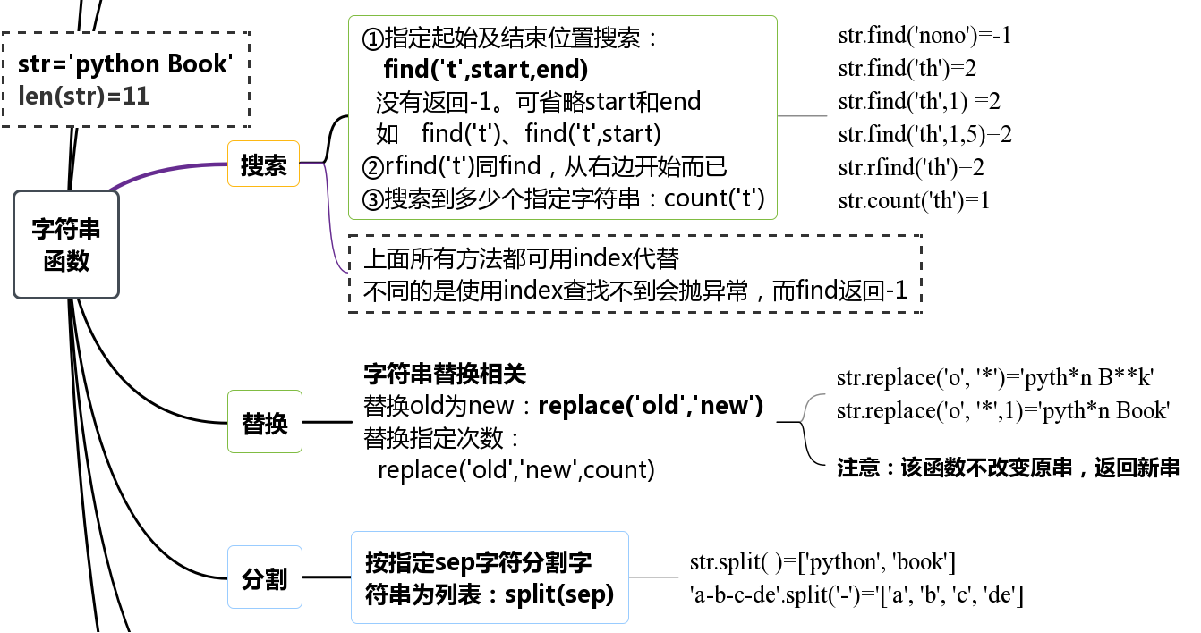 str='python Book'
len(str)=11
字符串
函数
搜索
①指定起始及结束位置搜索：
find('t',start,end)
没有返回-1。可省略start和end
如 find('t')、find('t',start)
②rfind('t')同find，从右边开始而已
③搜索到多少个指定字符串：count('t')
str.find('nono')=-1
str.find('th')=2
str.find('th',1) =2
str.find('th',1,5)=2
str.rfind('th')=2
str.count('th')=1
上面所有方法都可用index代替
不同的是使用index查找不到会抛异常，而find返回-1
替换
字符串替换相关
替换old为new：replace('old','new')
替换指定次数：
replace('old','new',count)
str.replace('o', '*')='pyth*n B**k'
str.replace('o', '*',1)='pyth*n Book'
注意：该函数不改变原串，返回新串
分割
按指定sep字符分割字
符串为列表：split(sep)
str.split( )=['python', 'book']
'a-b-c-de'.split('-')='['a', 'b', 'c', 'de']